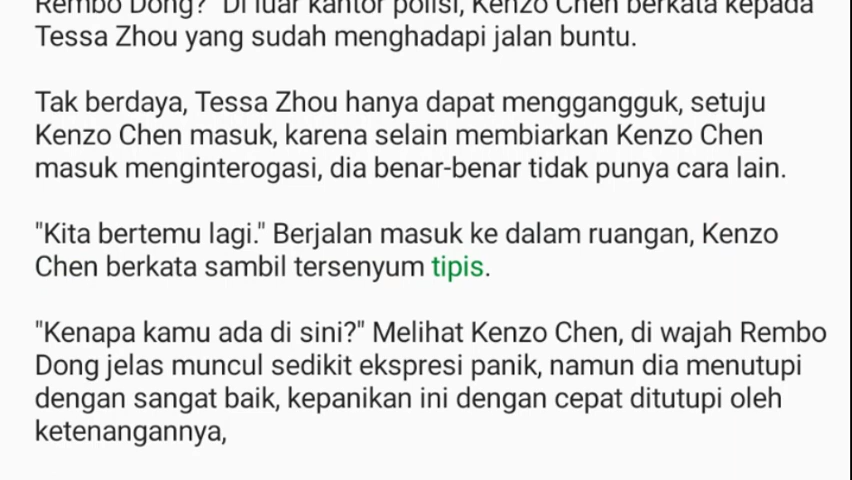 Rembo Dong?" Di luar kantor polisi, Kenzo Chen berkata kepada
Tessa Zhou yang sudah menghadapi jalan buntu.
Tak berdaya, Tessa Zhou hanya dapat menggangguk, setuju
Kenzo Chen masuk, karena selain membiarkan Kenzo Chen
masuk menginterogasi, dia benar-benar tidak punya cara lain.
"Kita bertemu lagi." Berjalan masuk ke dalam ruangan, Kenzo
Chen berkata sambil tersenyum tipis.
"Kenapa kamu ada di sini?" Melihat Kenzo Chen, di wajah Rembo
Dong jelas muncul sedikit ekspresi panik, namun dia menutupi
dengan sangat baik, kepanikan ini dengan cepat ditutupi oleh
ketenangannya,